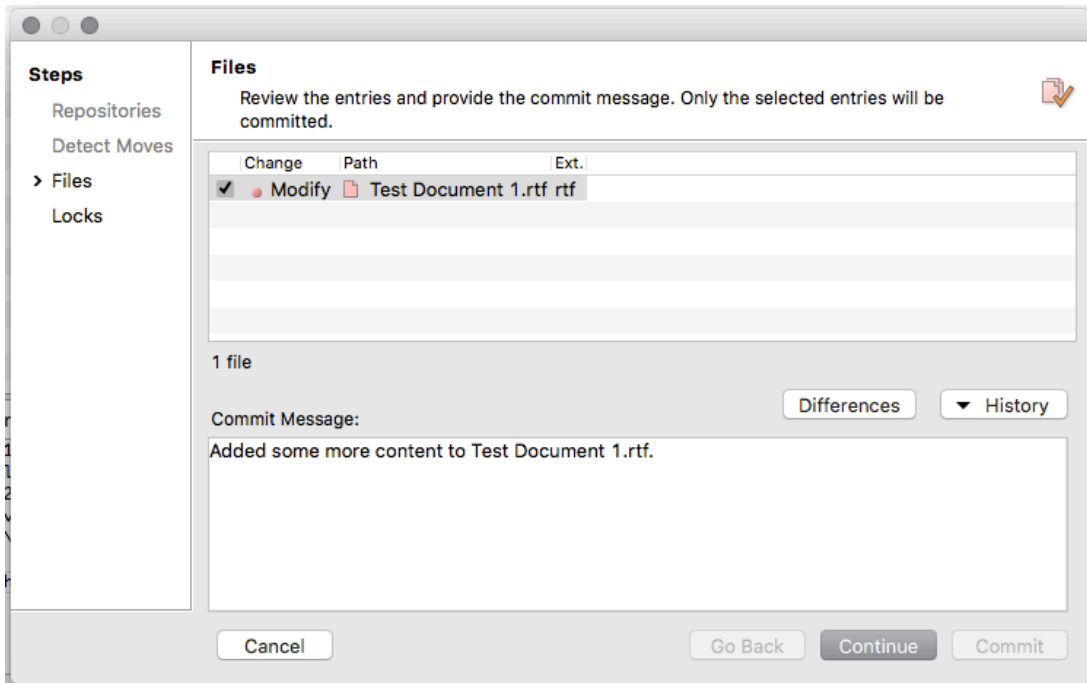 Steps
Repositories
Detect Moves
Files
Locks
Files
Review the entries and provide the commit message. Only the selected entries will be
committed.
Change Path Ext.
Modify Test Document 1.rtf rtf
1 file
Differences History
Commit Message:
Added some more content to Test Document 1.rtf.
Cancel Go Back Continue Commit